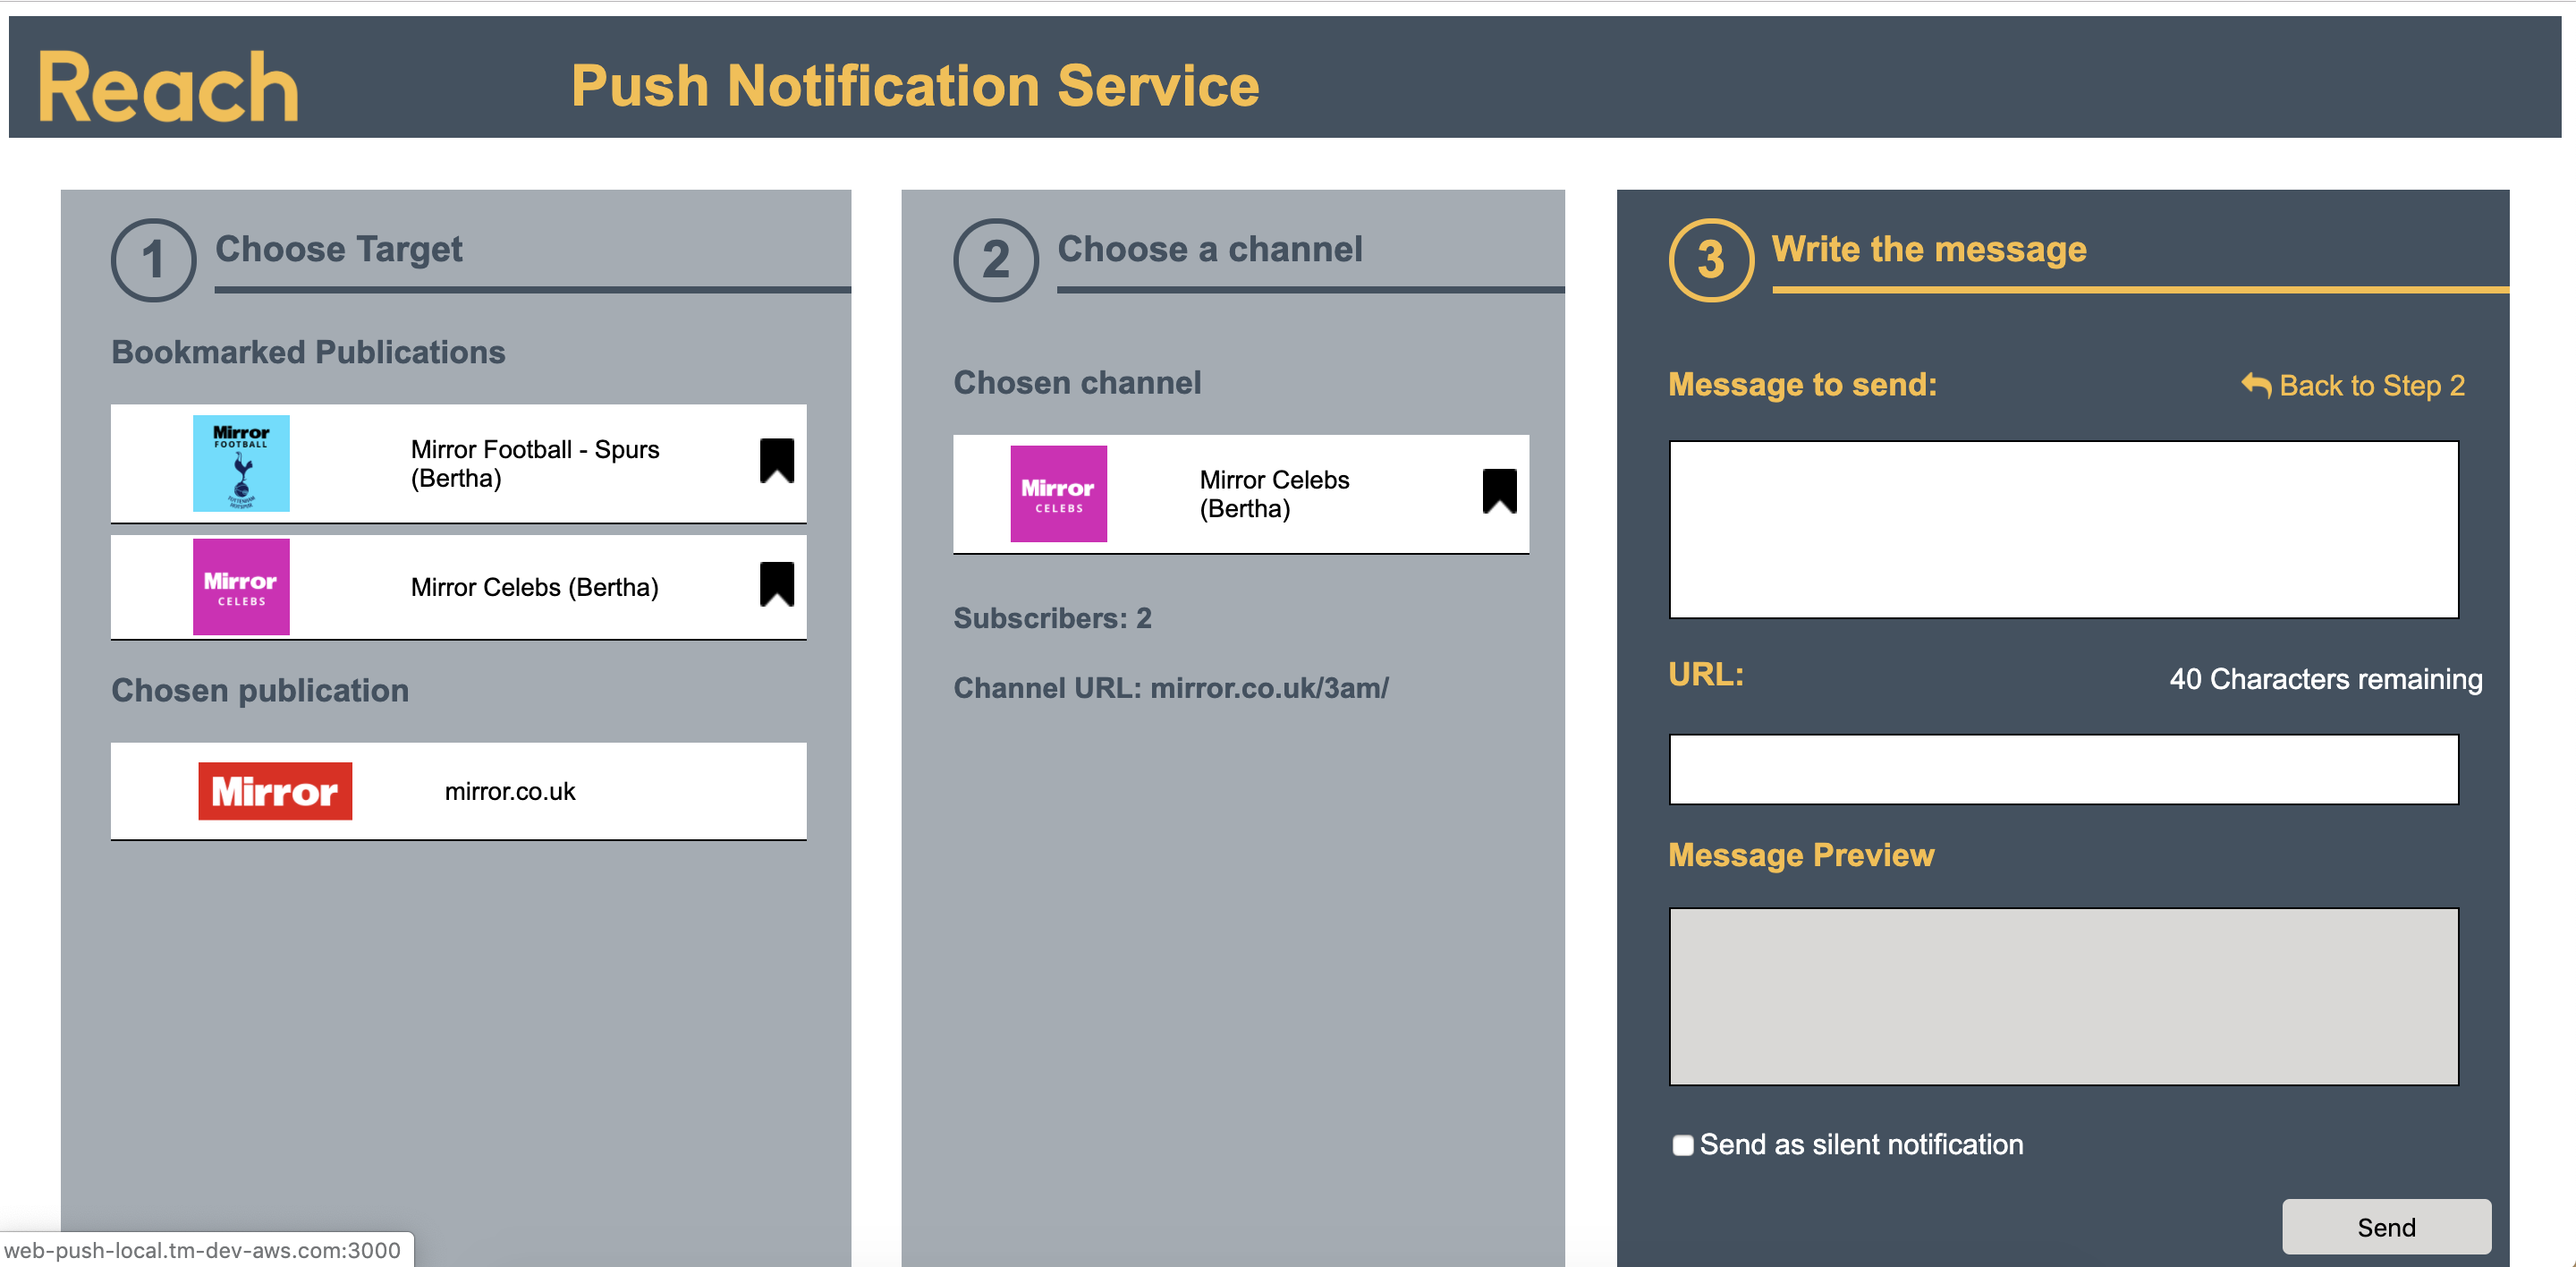 Reach
Push Notification Service
1
Choose Target
Bookmarked Publications
Mirror
FOOTBALL
TOTTENHAM
HOTSPUR
Mirror Football - Spurs
(Bertha)
Mirror
CELEBS
Mirror Celebs (Bertha)
Chosen publication
Mirror
mirror.co.uk
2
Choose a channel
Chosen channel
Mirror
CELEBS
Mirror Celebs
(Bertha)
Subscribers: 2
Channel URL: mirror.co.uk/3am/
3
Write the message
Message to send:
Back to Step 2
URL:
40 Characters remaining
Message Preview
Send as silent notification
Send
web-push-local.tm-dev-aws.com:3000